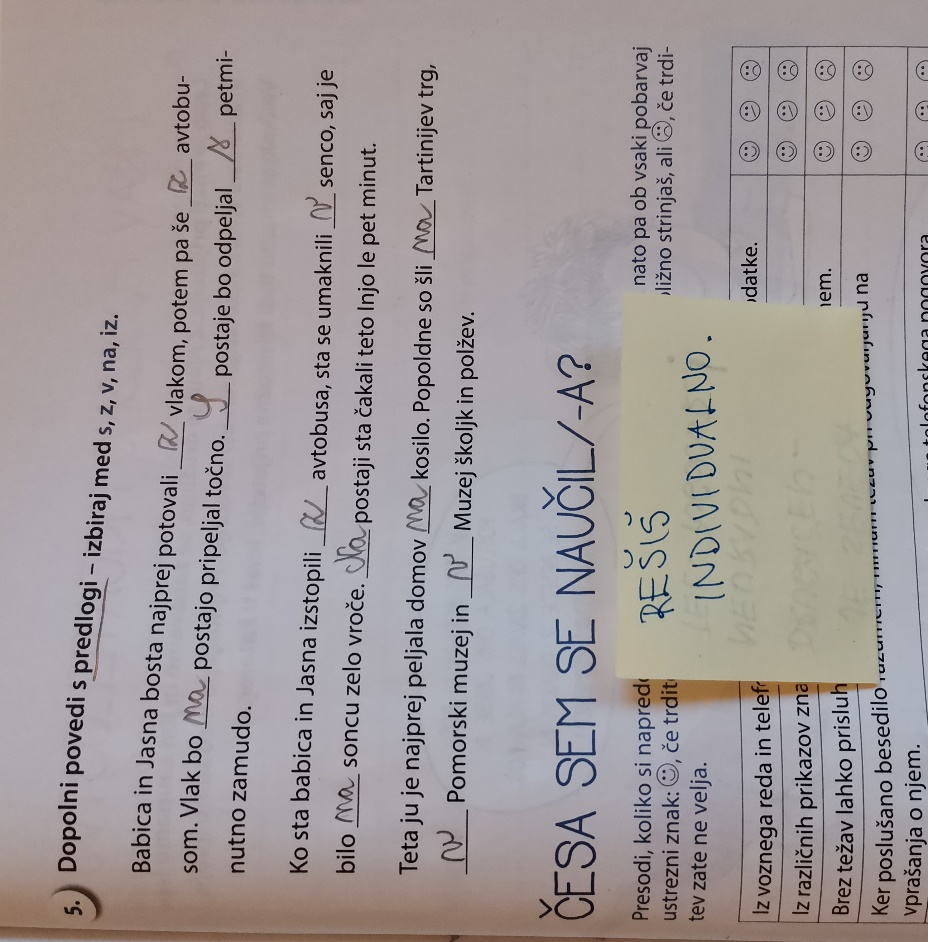 5. Dopolni povedi s predlogi – izbiraj med s, z, v, na, iz.
Babica in Jasna bosta najprej potovali iz vlakom, potem pa še iz avtobu-
som. Vlak bo na postajo pripeljal točno. postaje bo odpeljal s petmi-
nutno zamudo.
Ko sta babica in Jasna izstopili iz avtobusa, sta se umaknili v senco, saj je
bilo na soncu zelo vroče. Na postaji sta čakali teto Injo le pet minut.
Teta ju je najprej peljala domov na kosilo. Popoldne so šli na Tartinijev trg,
v Pomorski muzej in v Muzej školjk in polžev.
ČESA SEM SE NAUČIL/-A?
Presodi, koliko si napred nato pa ob vsaki pobarvaj
ustrezni znak: ☺, če trdit ližno strinjaš, ali ☹, če trdi-
tev zate ne velja.
REŠIŠ
INDIVIDUALNO.
Iz voznega reda in telef odatke.
Iz različnih prikazov zna em.
Brez težav lahko prisluh
Ker poslušano besedilo na
vprašanja o njem.
telefonskega pogovora